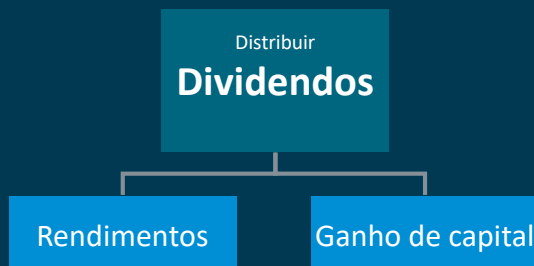 Distribuir
Dividendos
Rendimentos
Ganho de capital